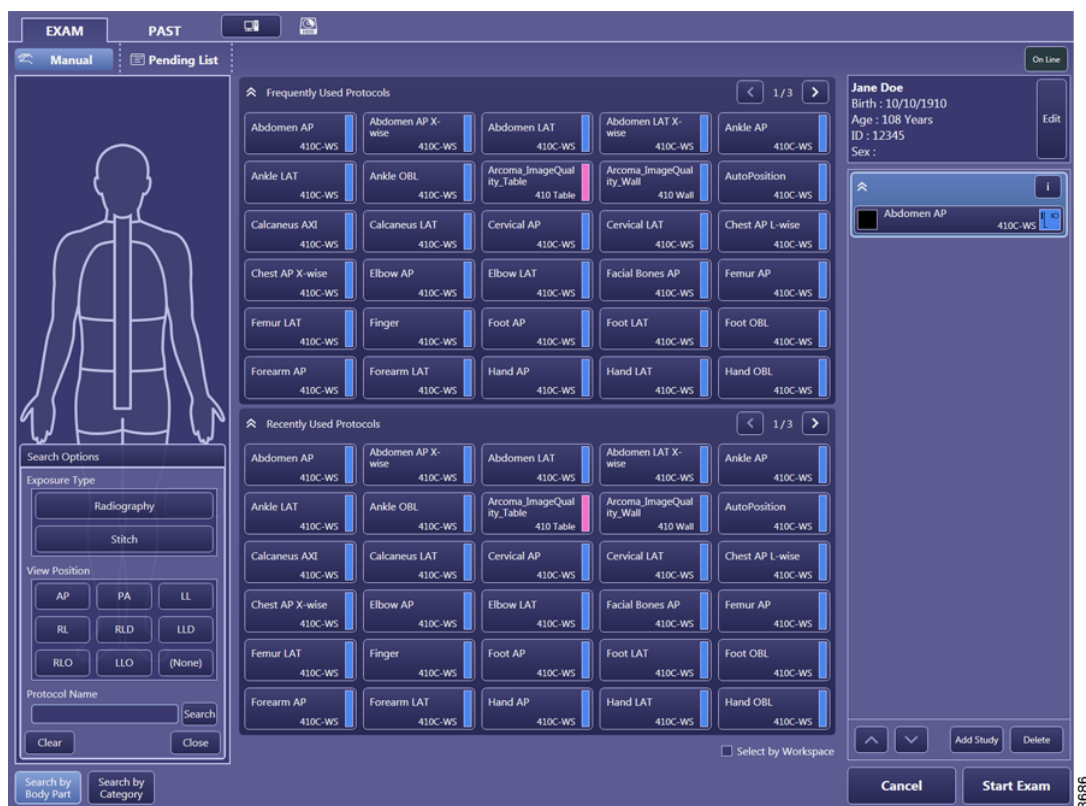 EXAM
PAST
Manual
Pending List
On Line
Frequently Used Protocols
1/3
Abdomen AP
410C-WS
Abdomen AP X-
wise
410C-WS
Abdomen LAT
410C-WS
Abdomen LAT X-
wise
410C-WS
Ankle AP
410C-WS
Ankle LAT
410C-WS
Ankle OBL
410C-WS
Arcoma_ImageQual
ity_Table
410 Table
Arcoma_ImageQual
ity_Wall
410 Wall
AutoPosition
410C-WS
Calcaneus AXI
410C-WS
Calcaneus LAT
410C-WS
Cervical AP
410C-WS
Cervical LAT
410C-WS
Chest AP L-wise
410C-WS
Chest AP X-wise
410C-WS
Elbow AP
410C-WS
Elbow LAT
410C-WS
Facial Bones AP
410C-WS
Femur AP
410C-WS
Femur LAT
410C-WS
Finger
410C-WS
Foot AP
410C-WS
Foot LAT
410C-WS
Foot OBL
410C-WS
Forearm AP
410C-WS
Forearm LAT
410C-WS
Hand AP
410C-WS
Hand LAT
410C-WS
Hand OBL
410C-WS
Recently Used Protocols
1/3
Abdomen AP
410C-WS
Abdomen AP X-
wise
410C-WS
Abdomen LAT
410C-WS
Abdomen LAT X-
wise
410C-WS
Ankle AP
410C-WS
Ankle LAT
410C-WS
Ankle OBL
410C-WS
Arcoma_ImageQual
ity_Table
410 Table
Arcoma_ImageQual
ity_Wall
410 Wall
AutoPosition
410C-WS
Calcaneus AXI
410C-WS
Calcaneus LAT
410C-WS
Cervical AP
410C-WS
Cervical LAT
410C-WS
Chest AP L-wise
410C-WS
Chest AP X-wise
410C-WS
Elbow AP
410C-WS
Elbow LAT
410C-WS
Facial Bones AP
410C-WS
Femur AP
410C-WS
Femur LAT
410C-WS
Finger
410C-WS
Foot AP
410C-WS
Foot LAT
410C-WS
Foot OBL
410C-WS
Forearm AP
410C-WS
Forearm LAT
410C-WS
Hand AP
410C-WS
Hand LAT
410C-WS
Hand OBL
410C-WS
Select by Workspace
Search Options
Exposure Type
Radiography
Stitch
View Position
AP
PA
LL
RL
RLD
LLD
RLO
LLO
(None)
Protocol Name
Search
Clear
Close
Search by
Body Part
Search by
Category
Jane Doe
Birth : 10/10/1910
Age : 108 Years
ID : 12345
Sex :
Edit
i
Abdomen AP
410C-WS
Add Study
Delete
Cancel
Start Exam